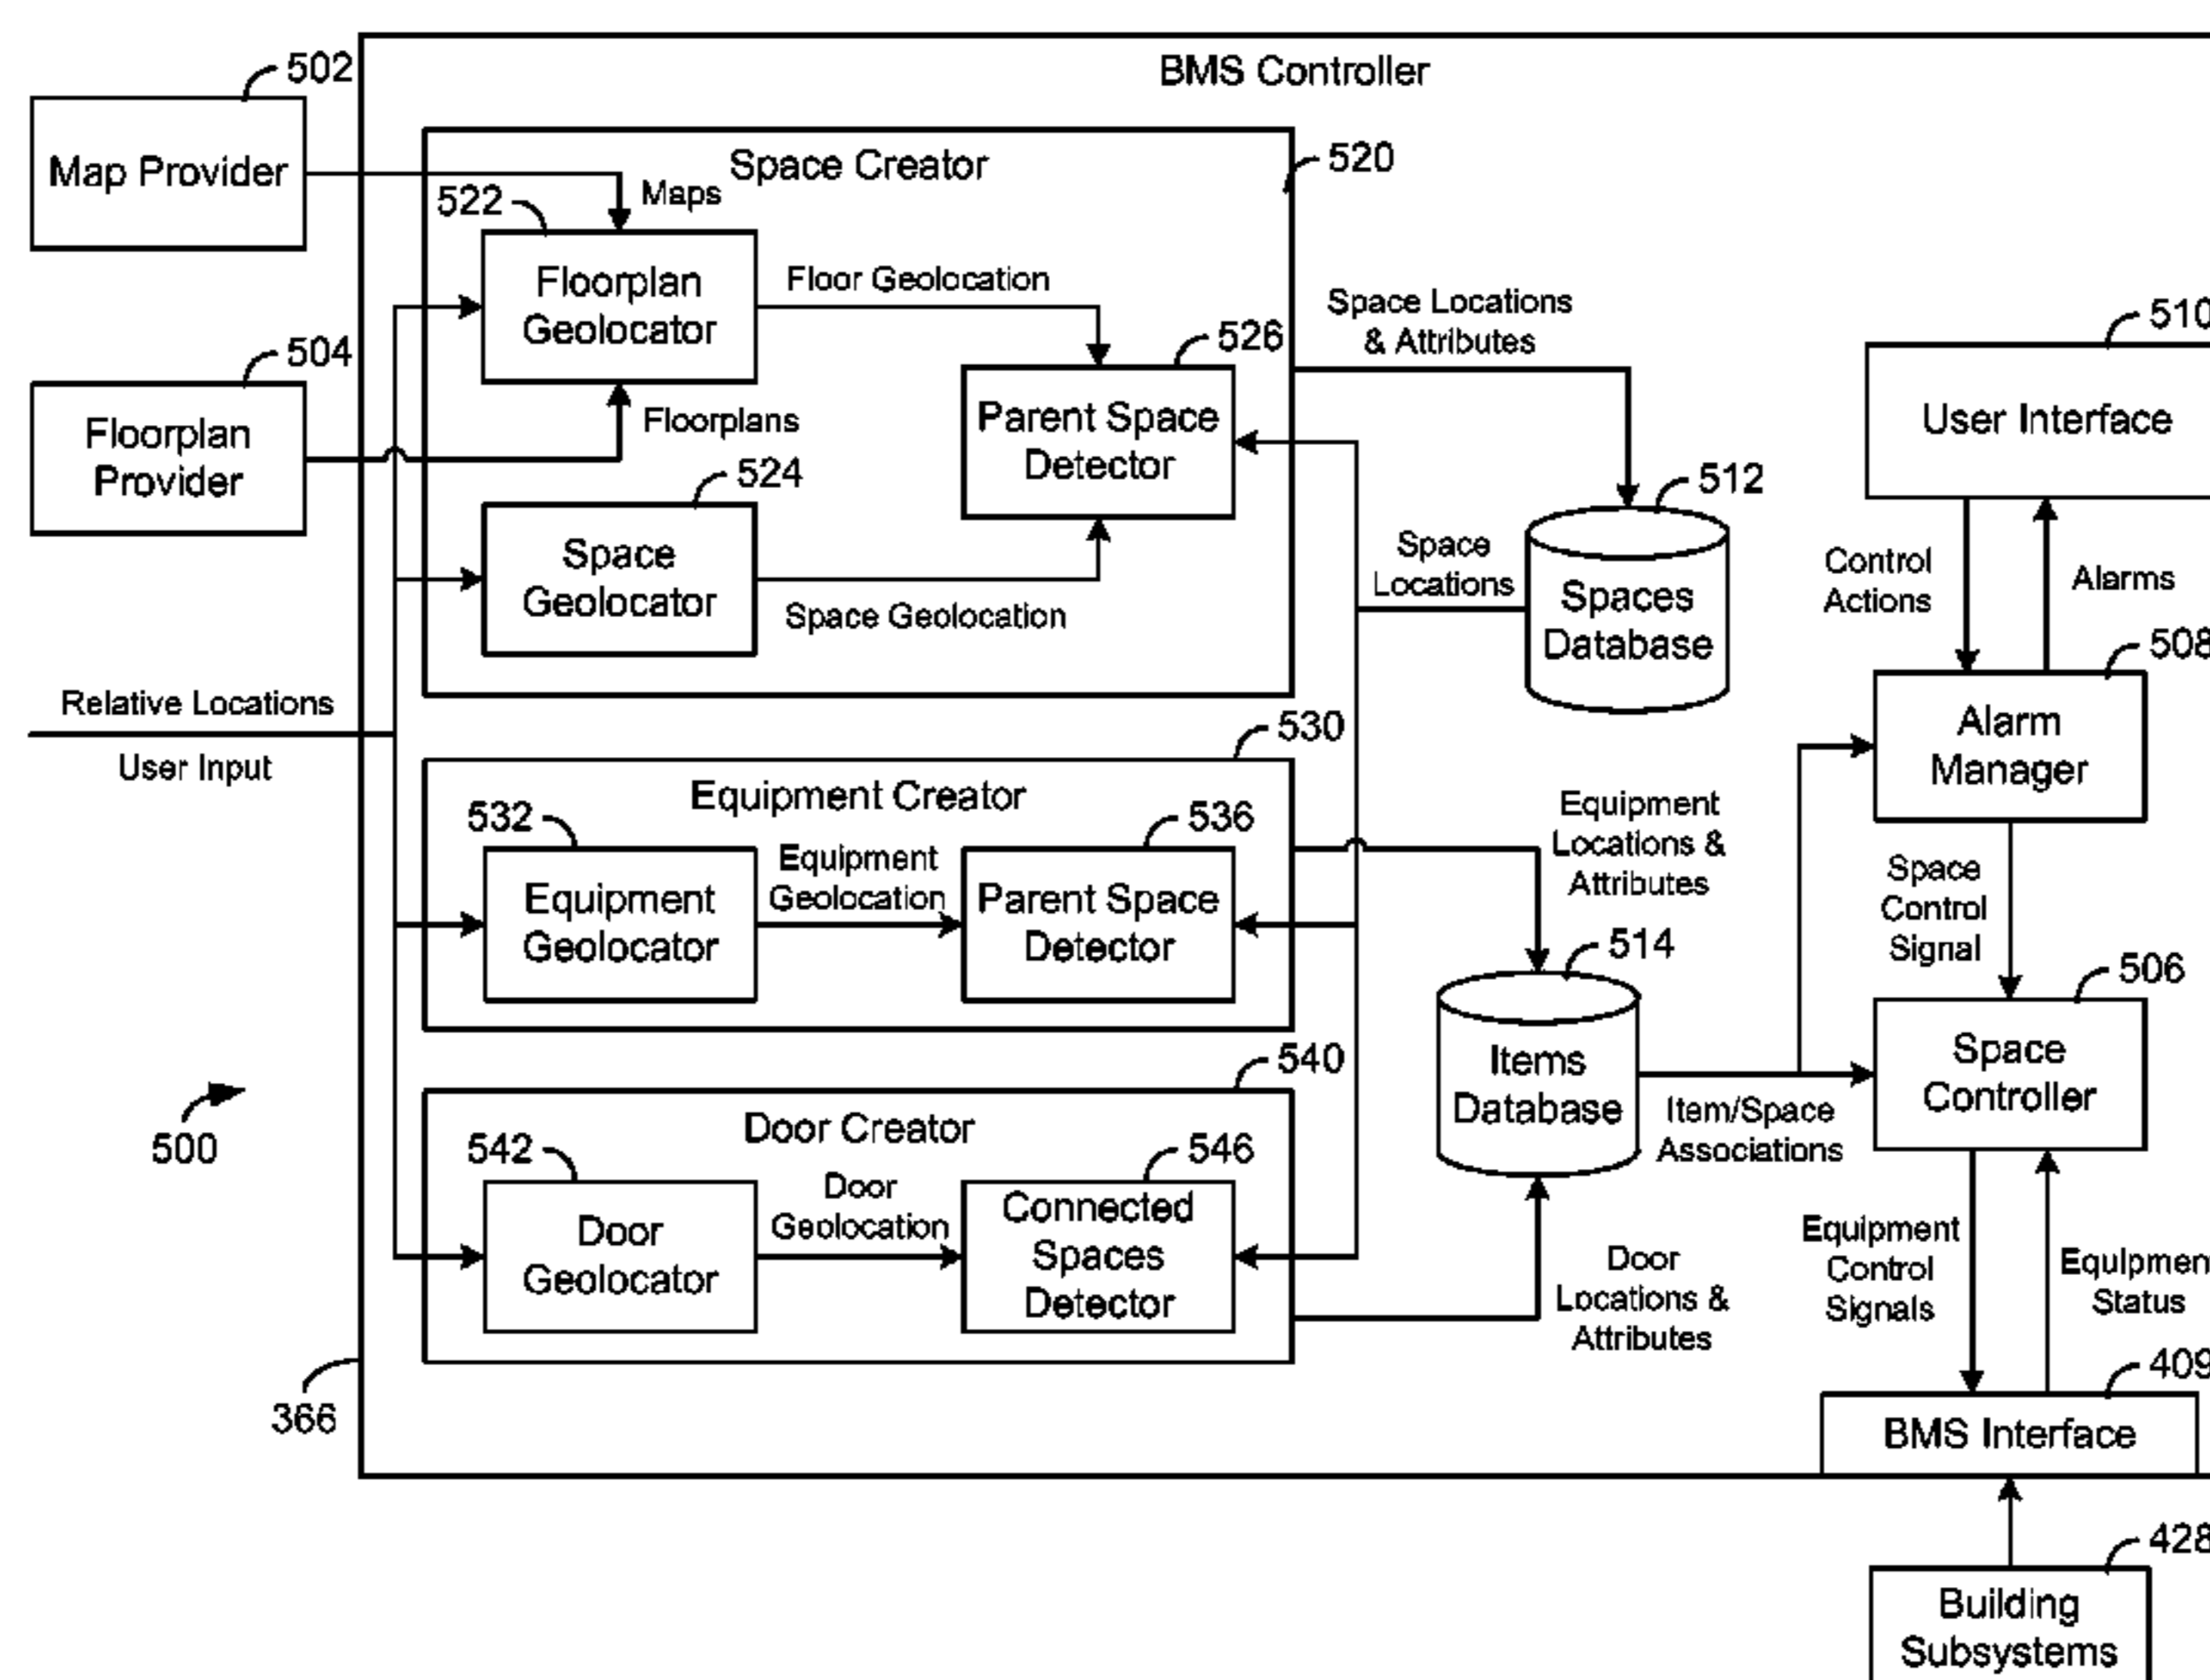 BMS Controller
502
Map Provider
504
Floorplan
Provider
Space Creator
520
522
Maps
Floorplan
Geolocator
Floor Geolocation
526
Parent Space
Detector
Floorplans
524
Space
Geolocator
Space Geolocation
Space Locations
& Attributes
512
Spaces
Database
Space
Locations
510
User Interface
Control
Actions
Alarms
508
Alarm
Manager
Relative Locations
User Input
530
Equipment Creator
532
Equipment
Geolocator
Equipment
Geolocation
536
Parent Space
Detector
Equipment
Locations &
Attributes
Space
Control
Signal
514
Items
Database
506
Space
Controller
Item/Space
Associations
540
Door Creator
542
Door
Geolocator
Door
Geolocation
546
Connected
Spaces
Detector
Door
Locations &
Attributes
Equipment
Control
Signals
Equipmen
Status
500
366
409
BMS Interface
428
Building
Subsystems